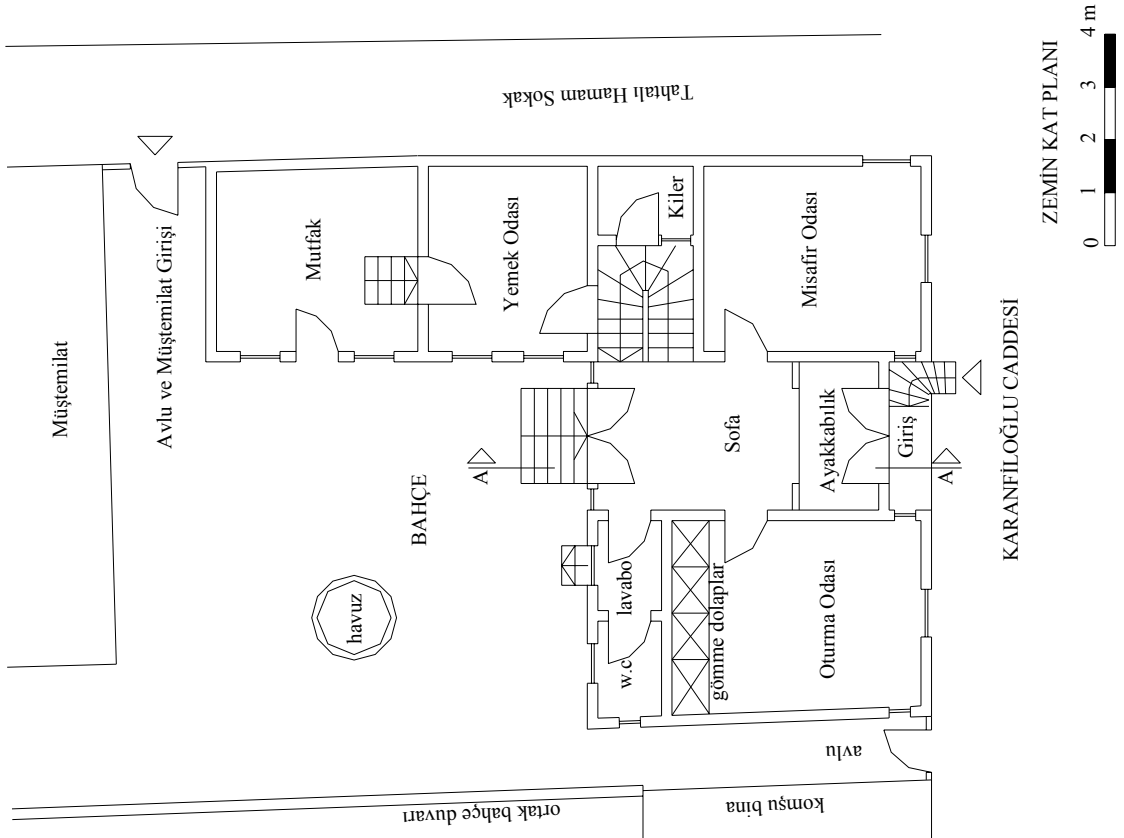 Tahtalı Hamam Sokak
Müştemilat
Avlu ve Müştemilat Girişi
Mutfak
Yemek Odası
Kiler
Misafir Odası
BAHÇE
havuz
A
Sofa
Ayakkabılık
Giriş
A
lavabo
w.c
gömme dolaplar
Oturma Odası
avlu
ortak bahçe duvarı
komşu bina
KARANFİLOĞLU CADDESİ
ZEMİN KAT PLANI
0 1 2 3 4 m